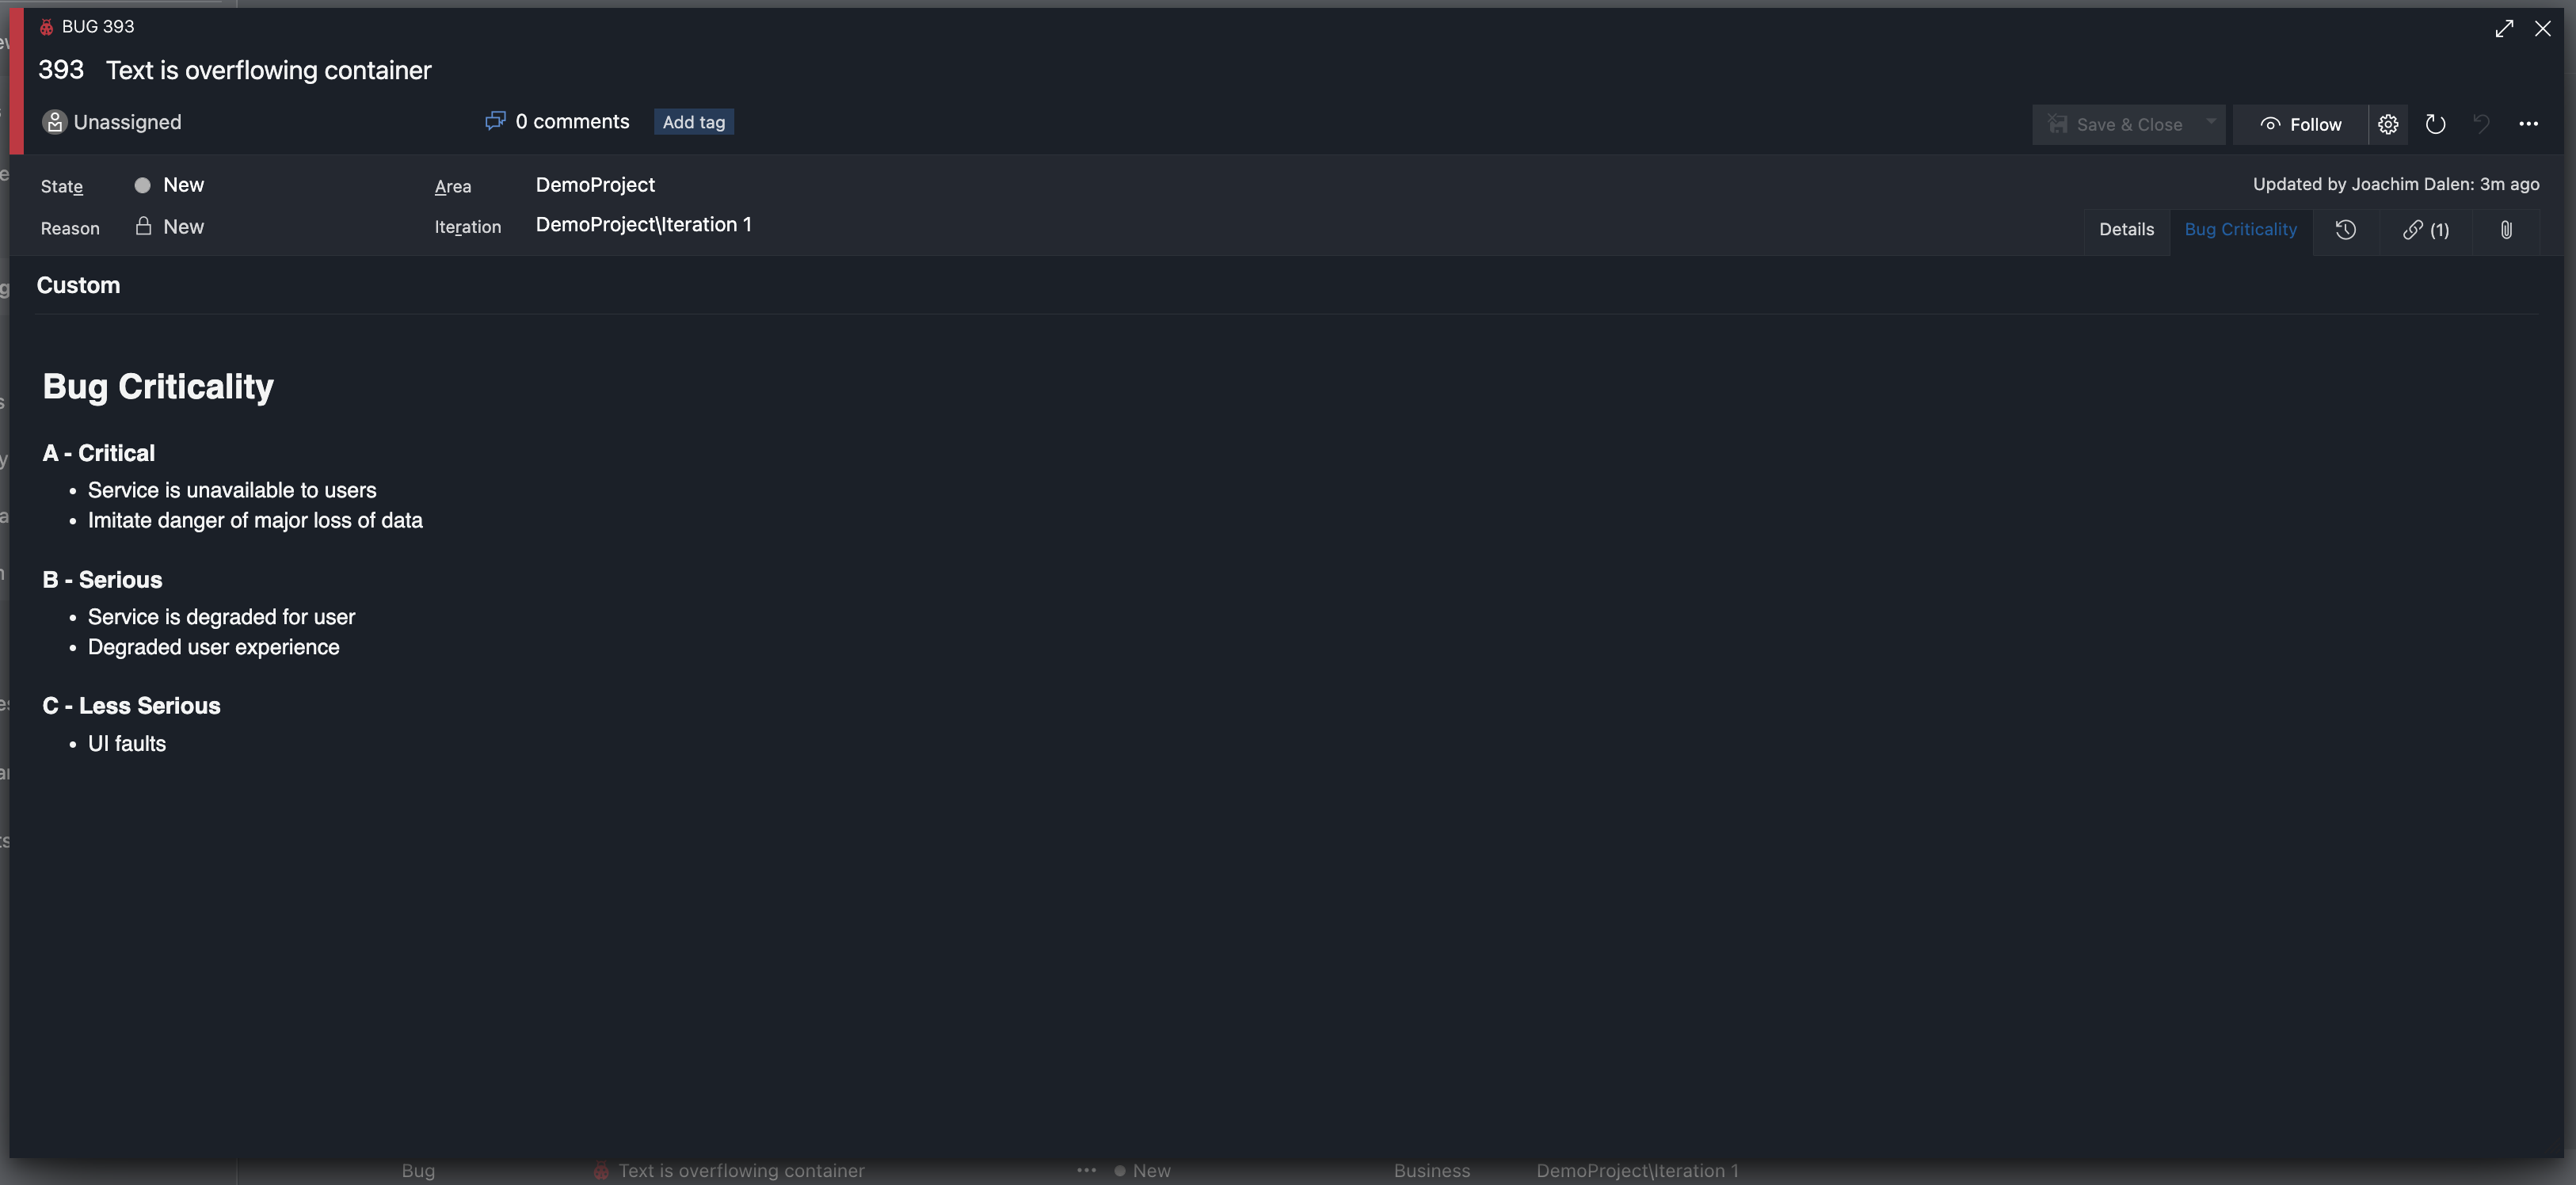 BUG 393
393 Text is overflowing container
Unassigned 0 comments Add tag Save & Close Follow
State New Area DemoProject Updated by Joachim Dalen: 3m ago
Reason New Iteration DemoProject\Iteration 1 Details Bug Criticality (1)
Custom
Bug Criticality
A - Critical
• Service is unavailable to users
• Imitate danger of major loss of data
B - Serious
• Service is degraded for user
• Degraded user experience
C - Less Serious
• UI faults
Bug Text is overflowing container ••• New Business DemoProject\Iteration 1